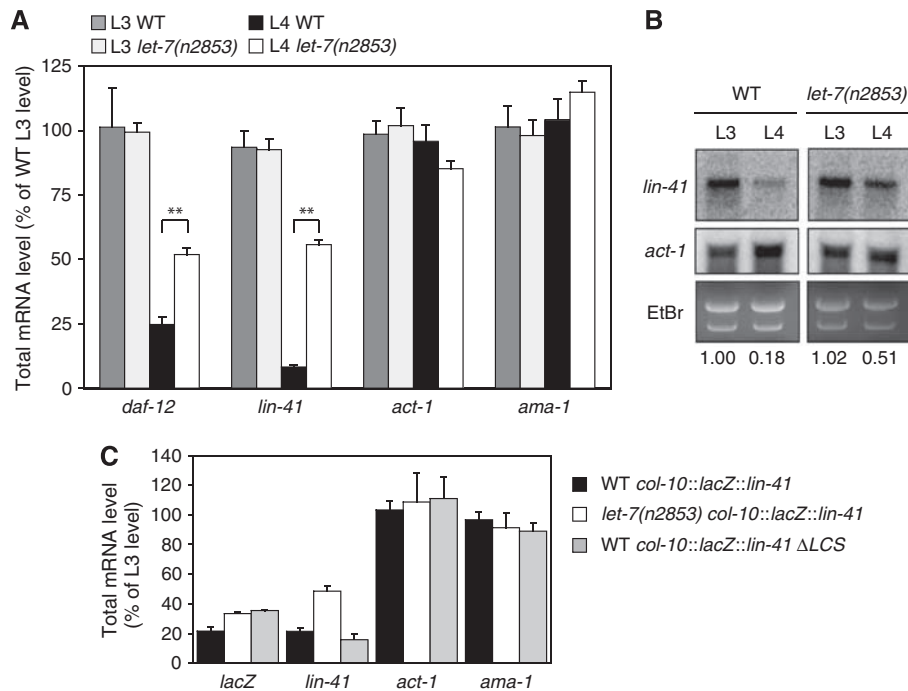 A
L3 WT
L4 WT
L3 let-7(n2853)
L4 let-7(n2853)
Total mRNA level (% of WT L3 level)
125
100
75
50
25
0
**
**
daf-12
lin-41
act-1
ama-1
B
WT
let-7(n2853)
L3
L4
L3
L4
lin-41
act-1
EtBr
1.00
0.18
1.02
0.51
C
Total mRNA level
(% of L3 level)
140
120
100
80
60
40
20
0
lacZ
lin-41
act-1
ama-1
WT col-10::lacZ::lin-41
let-7(n2853) col-10::lacZ::lin-41
WT col-10::lacZ::lin-41 ΔLCS